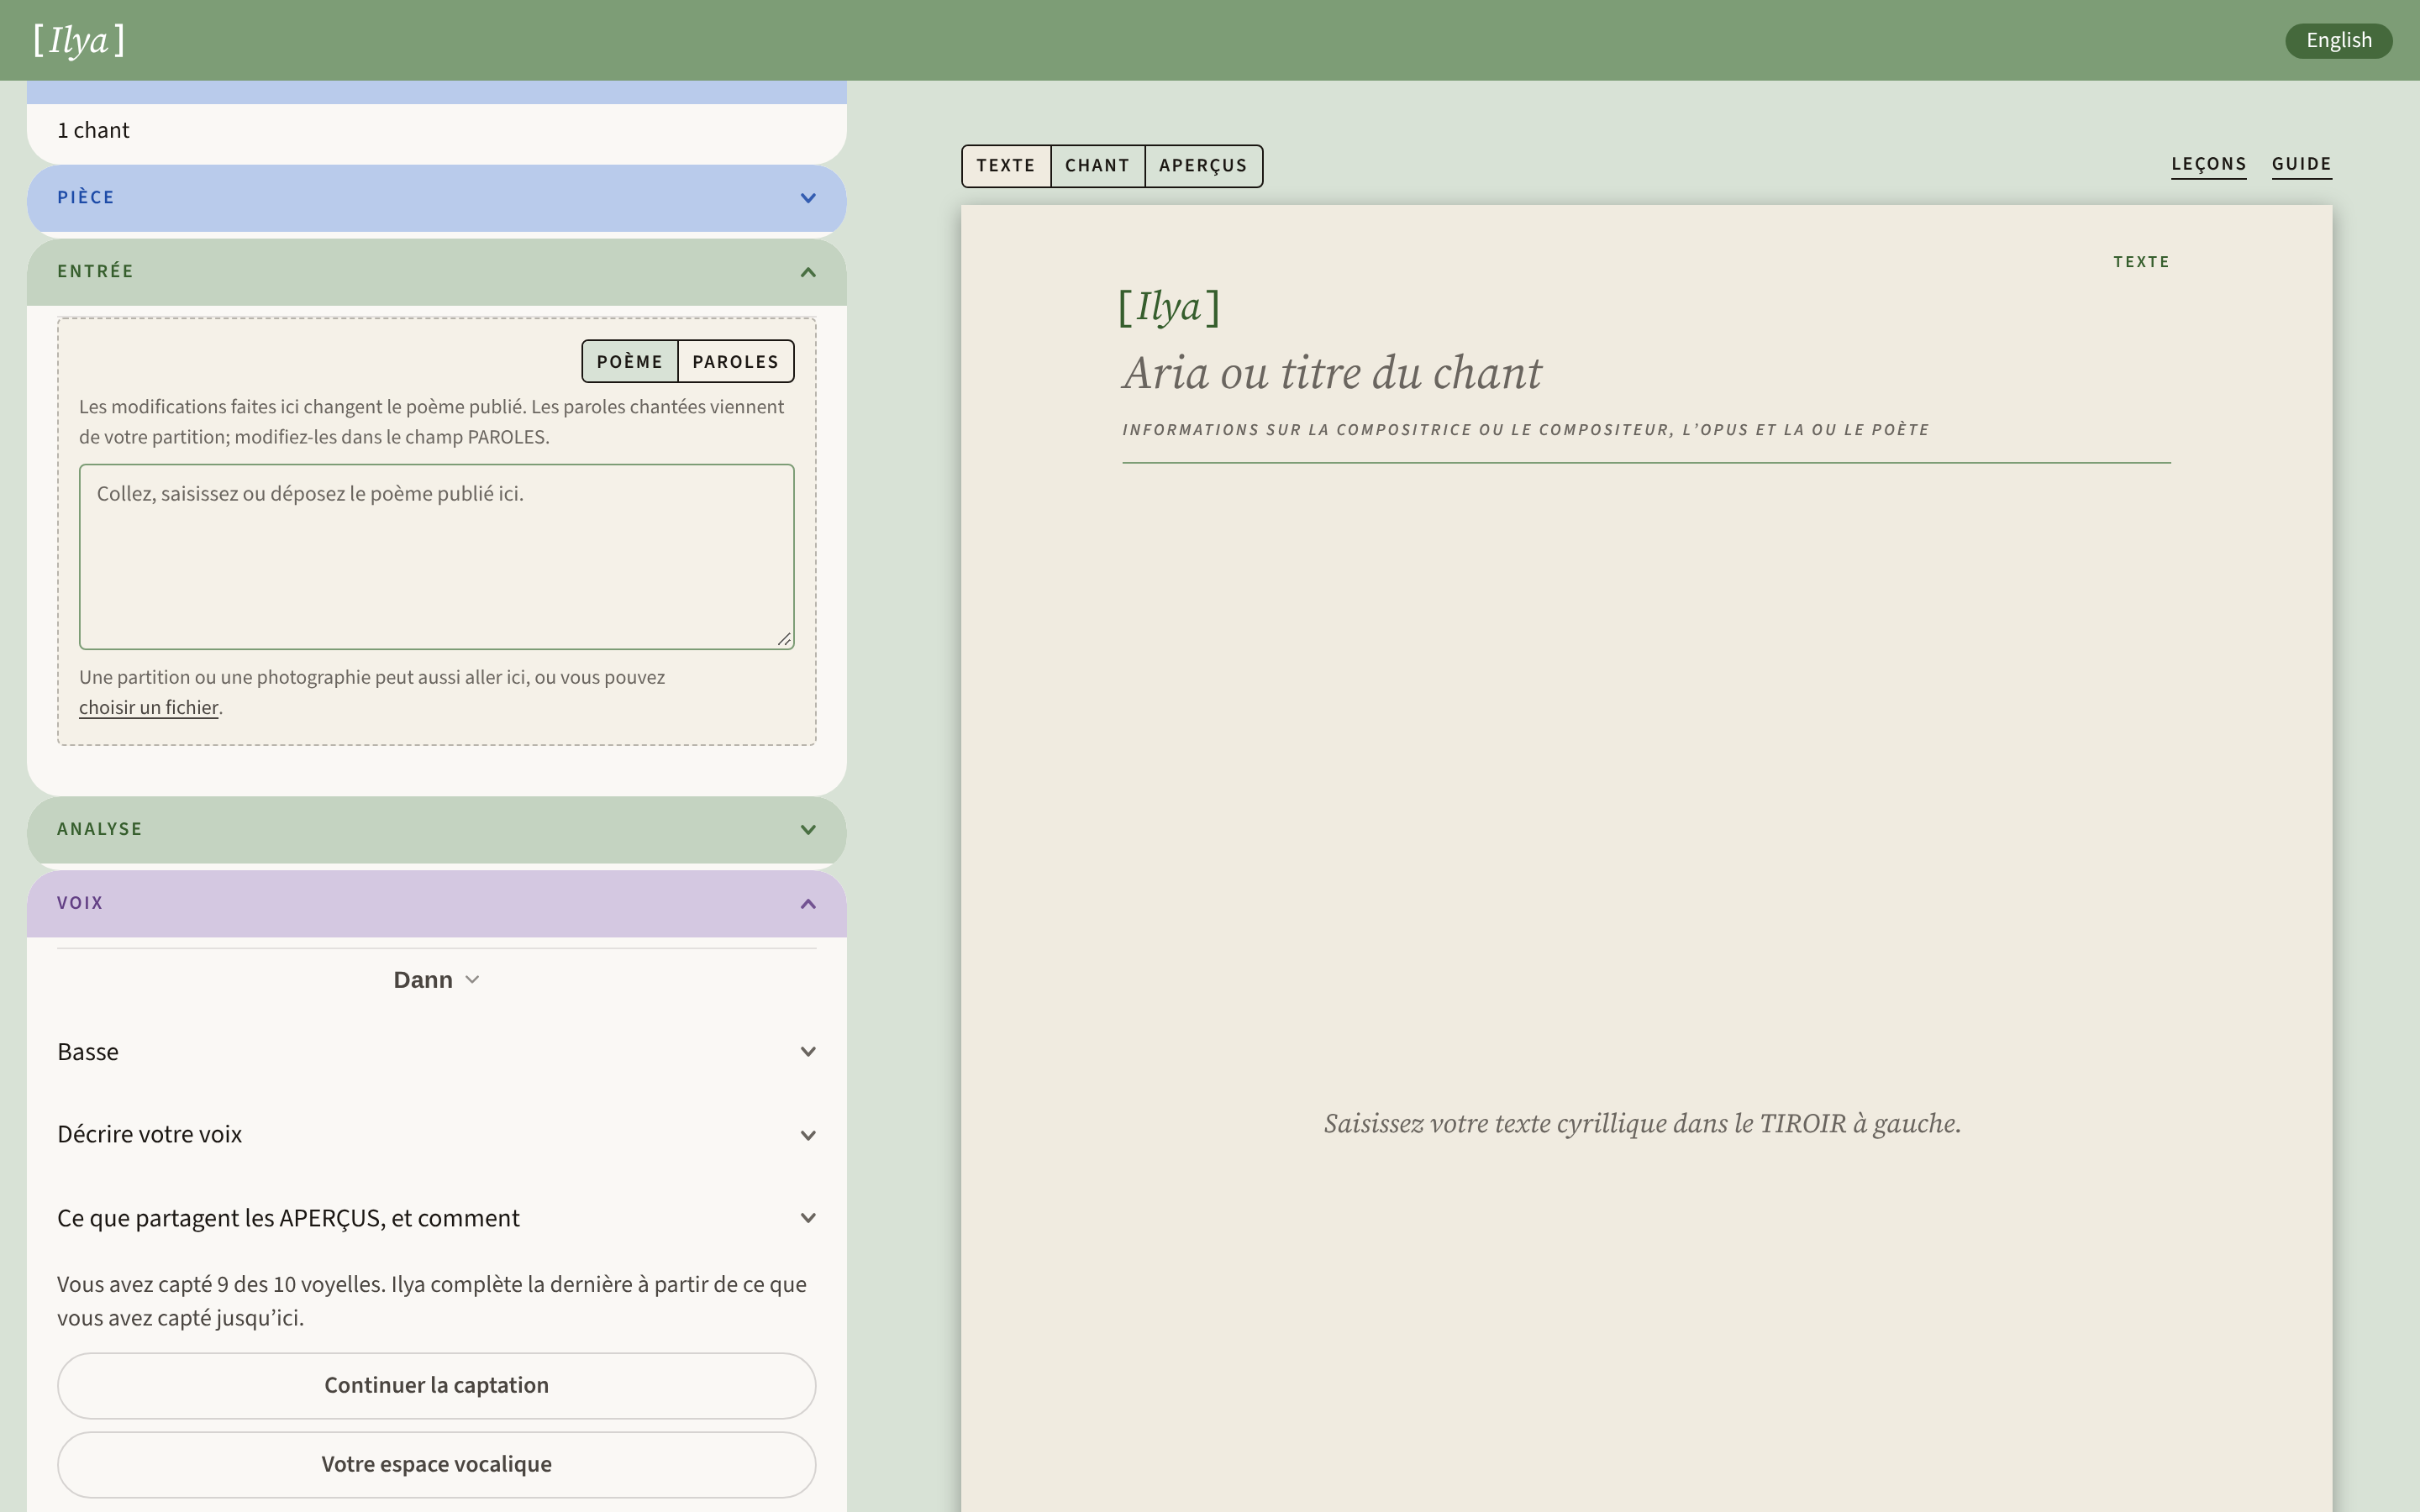 [Ilya]
English
1 chant
PIÈCE
ENTRÉE
POÈME PAROLES
Les modifications faites ici changent le poème publié. Les paroles chantées viennent
de votre partition; modifiez-les dans le champ PAROLES.
Collez, saisissez ou déposez le poème publié ici.
Une partition ou une photographie peut aussi aller ici, ou vous pouvez
choisir un fichier.
ANALYSE
VOIX
Dann
Basse
Décrire votre voix
Ce que partagent les APERÇUS, et comment
Vous avez capté 9 des 10 voyelles. Ilya complète la dernière à partir de ce que
vous avez capté jusqu’ici.
Continuer la captation
Votre espace vocalique
TEXTE CHANT APERÇUS
LEÇONS GUIDE
TEXTE
[Ilya]
Aria ou titre du chant
INFORMATIONS SUR LA COMPOSITRICE OU LE COMPOSITEUR, L’OPUS ET LA OU LE POÈTE
Saisissez votre texte cyrillique dans le TIROIR à gauche.